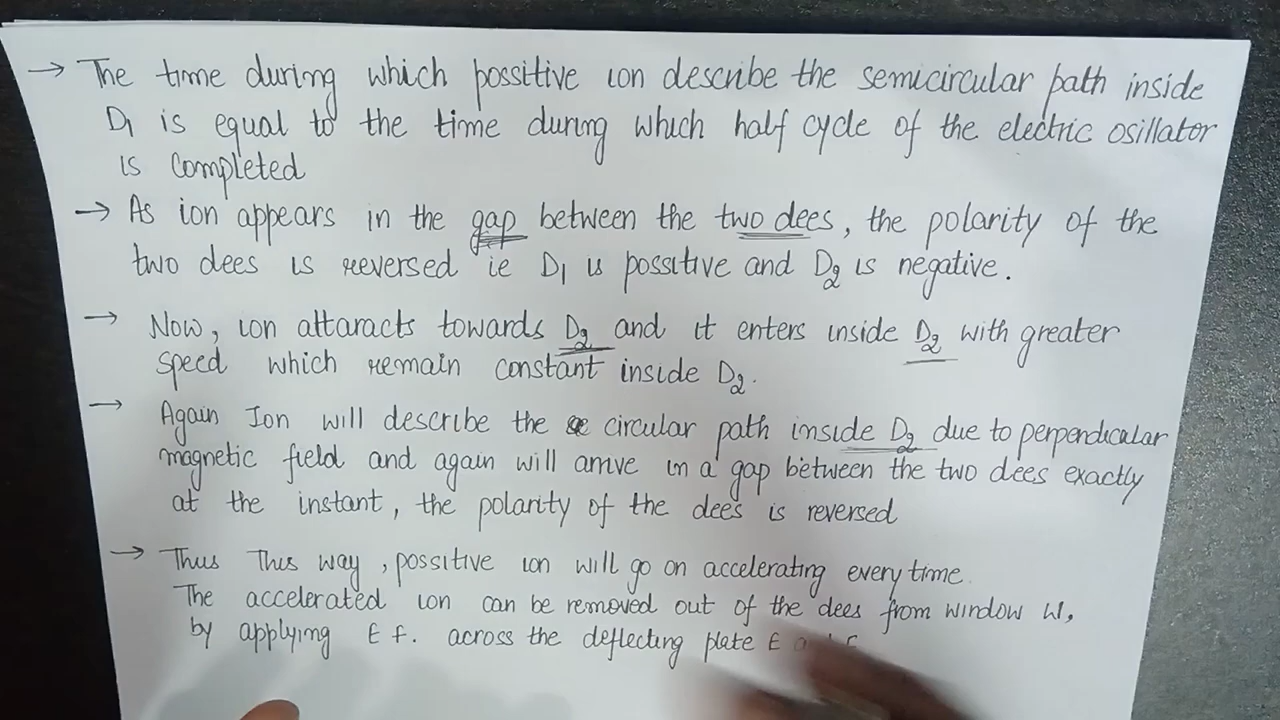 → The time during which possitive ion describe the semicircular path inside
D1 is equal to the time during which half cycle of the electric osillator
is completed
→ As ion appears in the gap between the two dees, the polarity of the
two dees is reversed ie D1 is possitive and D2 is negative.
→ Now, ion attaracts towards D2 and it enters inside D2 with greater
speed which remain constant inside D2.
→ Again Ion will describe the circular path inside D2 due to perpendicular
magnetic field and again will arrive in a gap between the two dees exactly
at the instant, the polarity of the dees is reversed
→ Thus This way, possitive ion will go on accelerating every time.
The accelerated ion can be removed out of the dees from window W,
by applying E f. across the deflecting plate E